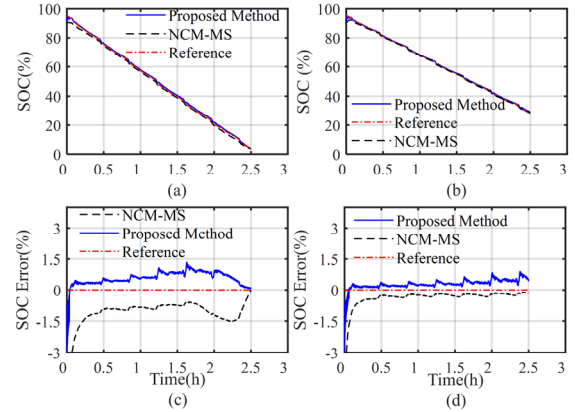 100
80
60
40
20
0
SOC(%)
Proposed Method
NCM-MS
Reference
0 0.5 1 1.5 2 2.5 3
(a)
100
80
60
40
20
0
SOC (%)
Proposed Method
Reference
NCM-MS
0 0.5 1 1.5 2 2.5 3
(b)
3
1.5
0
-1.5
-3
SOC Error(%)
NCM-MS
Proposed Method
Reference
0 0.5 1 1.5 2 2.5 3
Time(h)
(c)
3
1.5
0
-1.5
-3
SOC Error(%)
Proposed Method
NCM-MS
Reference
0 0.5 1 1.5 2 2.5 3
Time(h)
(d)